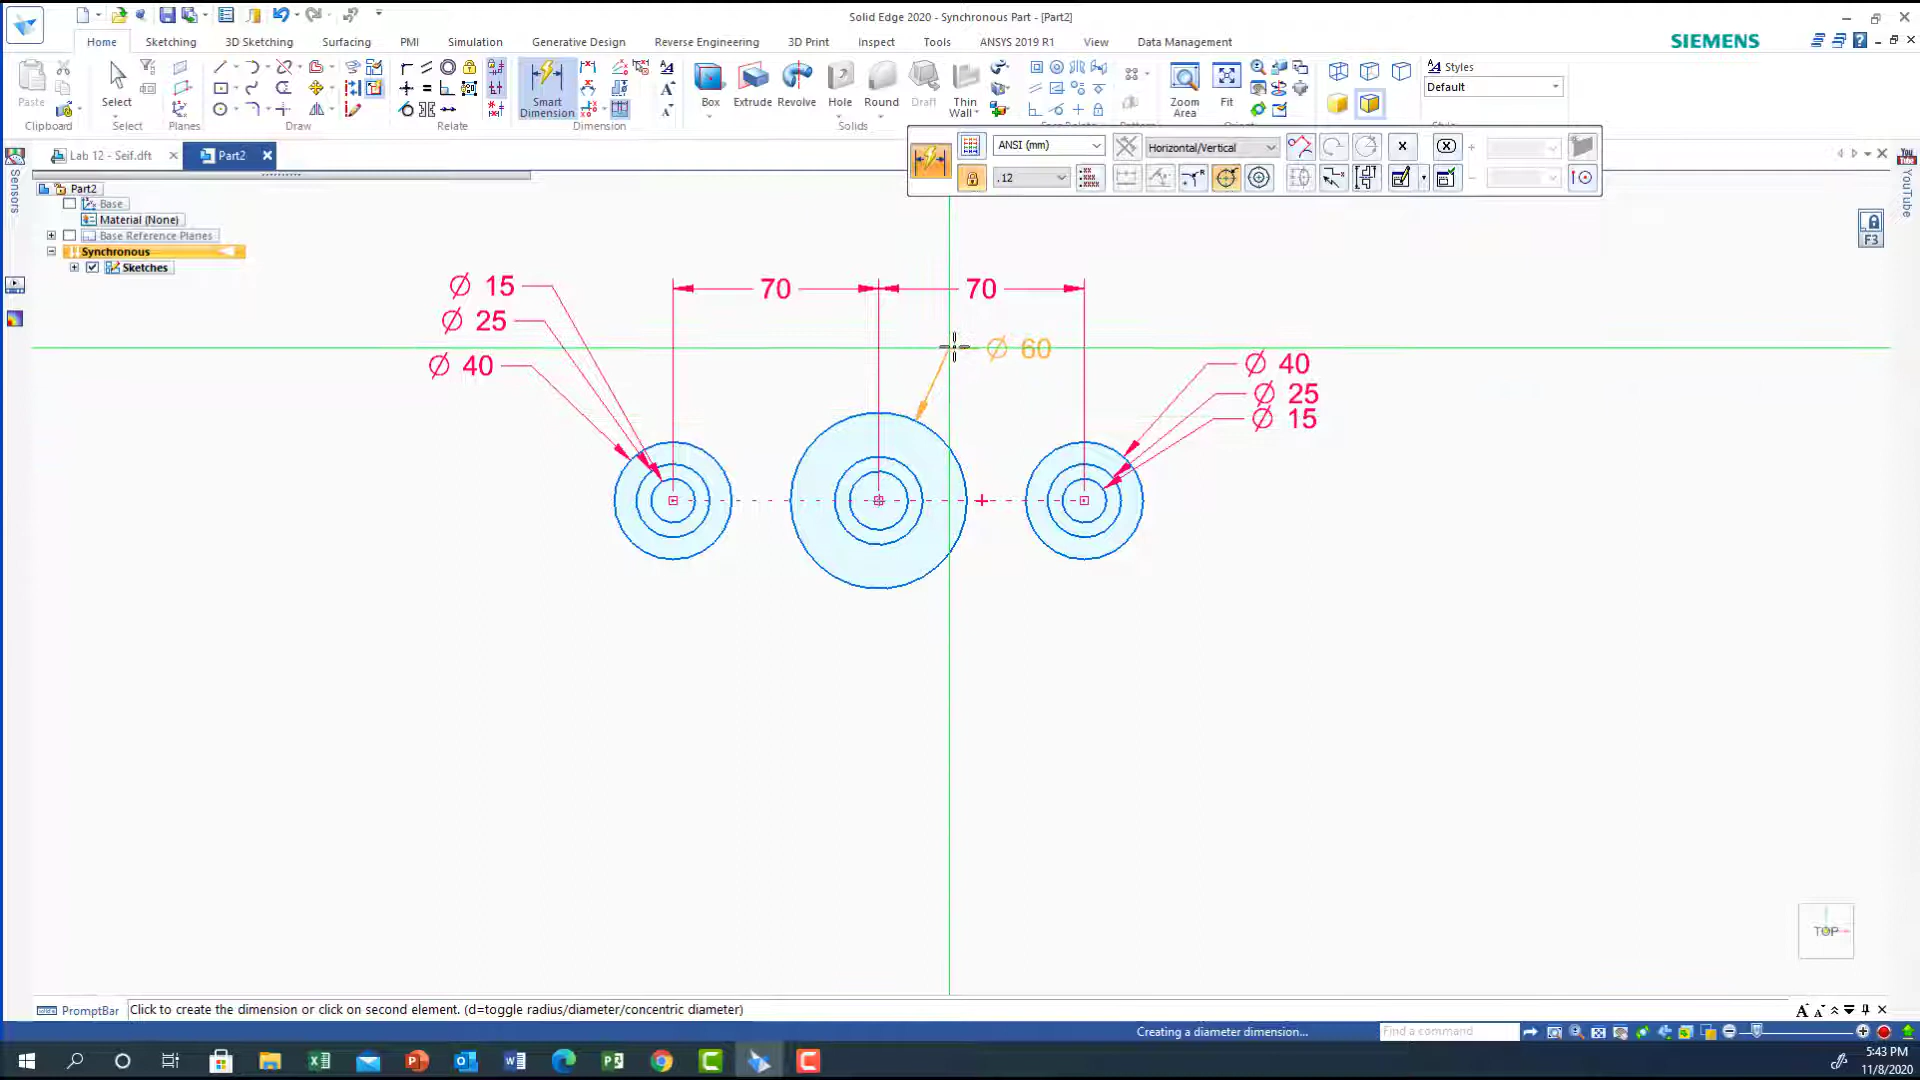 Solid Edge 2020 - Synchronous Part - [Part2]
Home
Sketching
3D Sketching
Surfacing
PMI
Simulation
Generative Design
Reverse Engineering
3D Print
Inspect
Tools
ANSYS 2019 R1
View
Data Management
SIEMENS
Paste
Clipboard
Select
Select
Planes
Draw
Relate
Smart
Dimension
Dimension
Box
Extrude
Revolve
Hole
Round
Draft
Thin
Wall
Solids
Zoom
Area
Fit
Styles
Default
ANSI (mm)
Horizontal/Vertical
.12
Lab 12 - Seif.dft
Part2
Sensors
YouTube
F3
Part2
Base
Material (None)
Base Reference Planes
Synchronous
Sketches
Ø 15
Ø 25
Ø 40
70
70
Ø 60
Ø 40
Ø 25
Ø 15
TOP
PromptBar
Click to create the dimension or click on second element. (d=toggle radius/diameter/concentric diameter)
Creating a diameter dimension...
Find a command
5:43 PM
11/8/2020